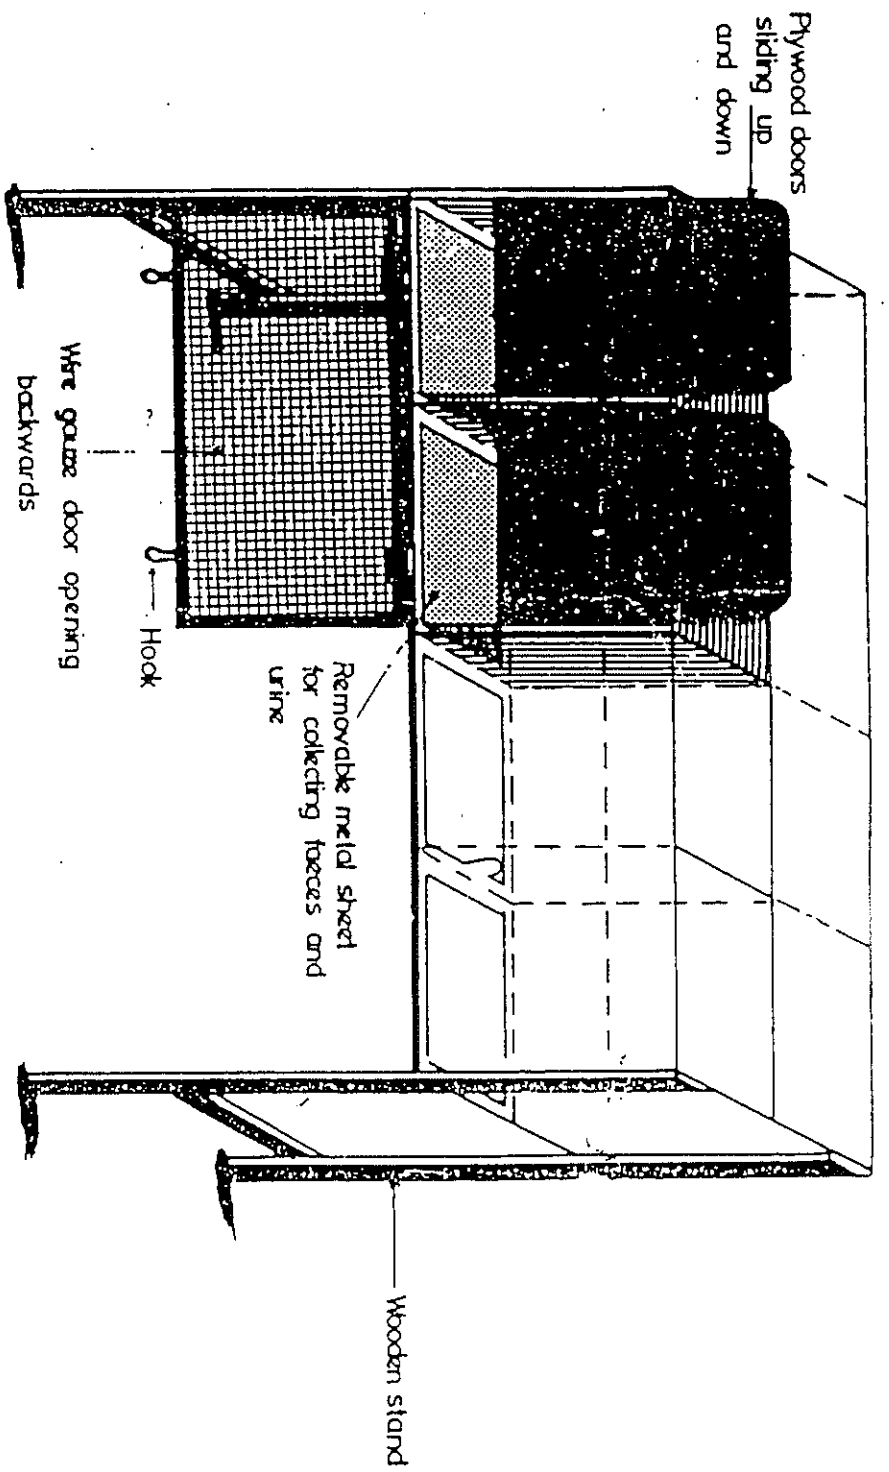 Plywood doors
sliding up
and down
Wire gauze door opening
backwards
Hook
Removable metal sheet
for collecting faeces and
urine
Wooden stand